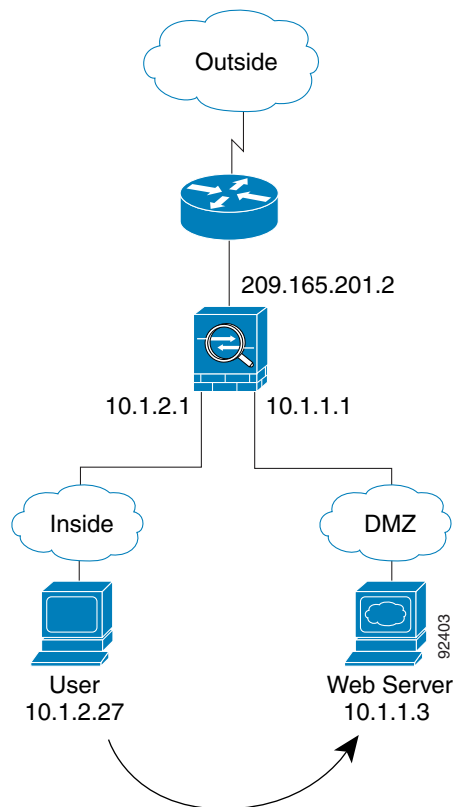 Outside
209.165.201.2
10.1.2.1
10.1.1.1
Inside
DMZ
92403
User
10.1.2.27
Web Server
10.1.1.3